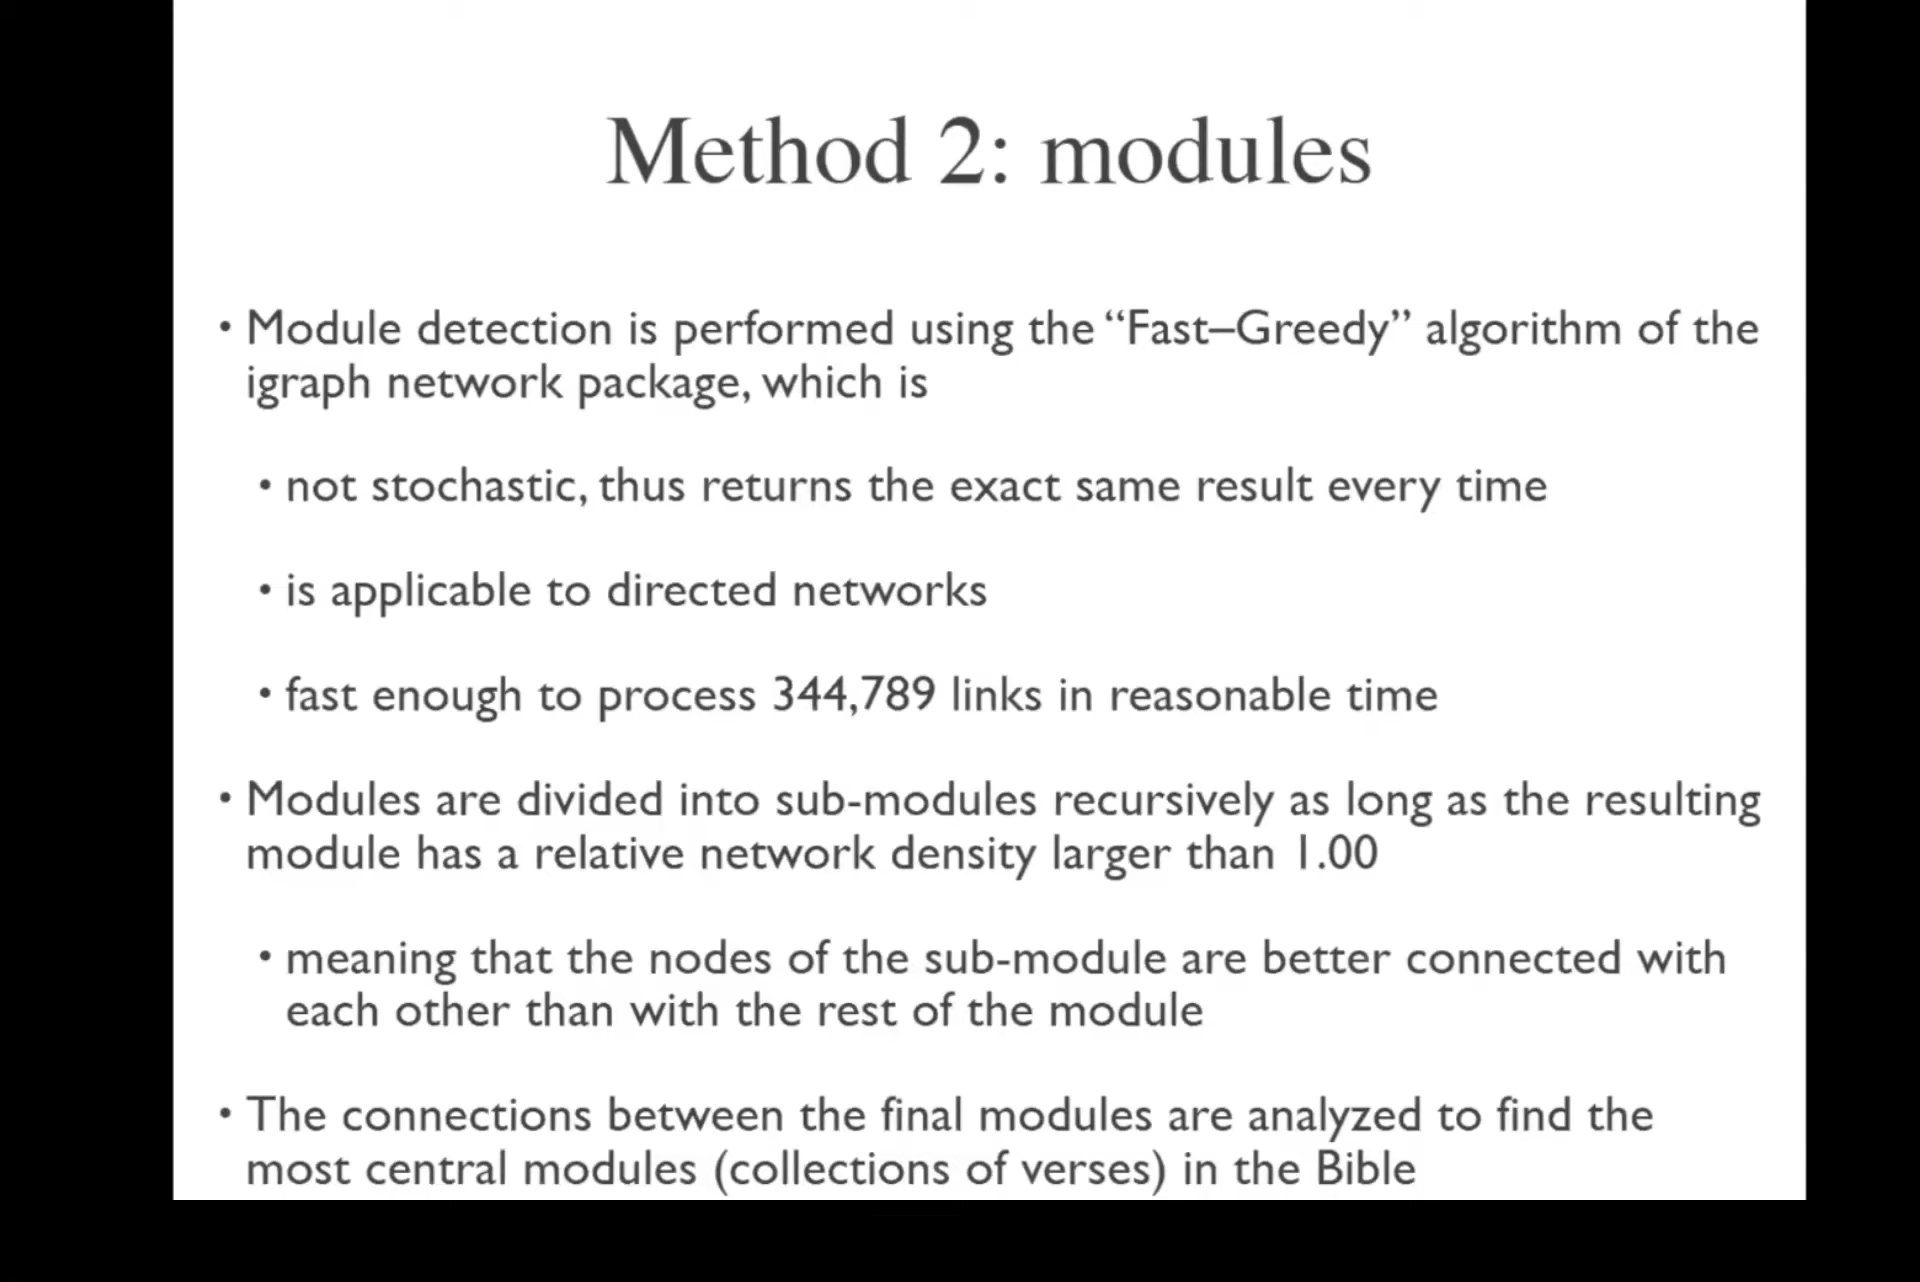 Method 2: modules
• Module detection is performed using the “Fast–Greedy” algorithm of the
igraph network package, which is
• not stochastic, thus returns the exact same result every time
• is applicable to directed networks
• fast enough to process 344,789 links in reasonable time
• Modules are divided into sub-modules recursively as long as the resulting
module has a relative network density larger than 1.00
• meaning that the nodes of the sub-module are better connected with
each other than with the rest of the module
• The connections between the final modules are analyzed to find the
most central modules (collections of verses) in the Bible